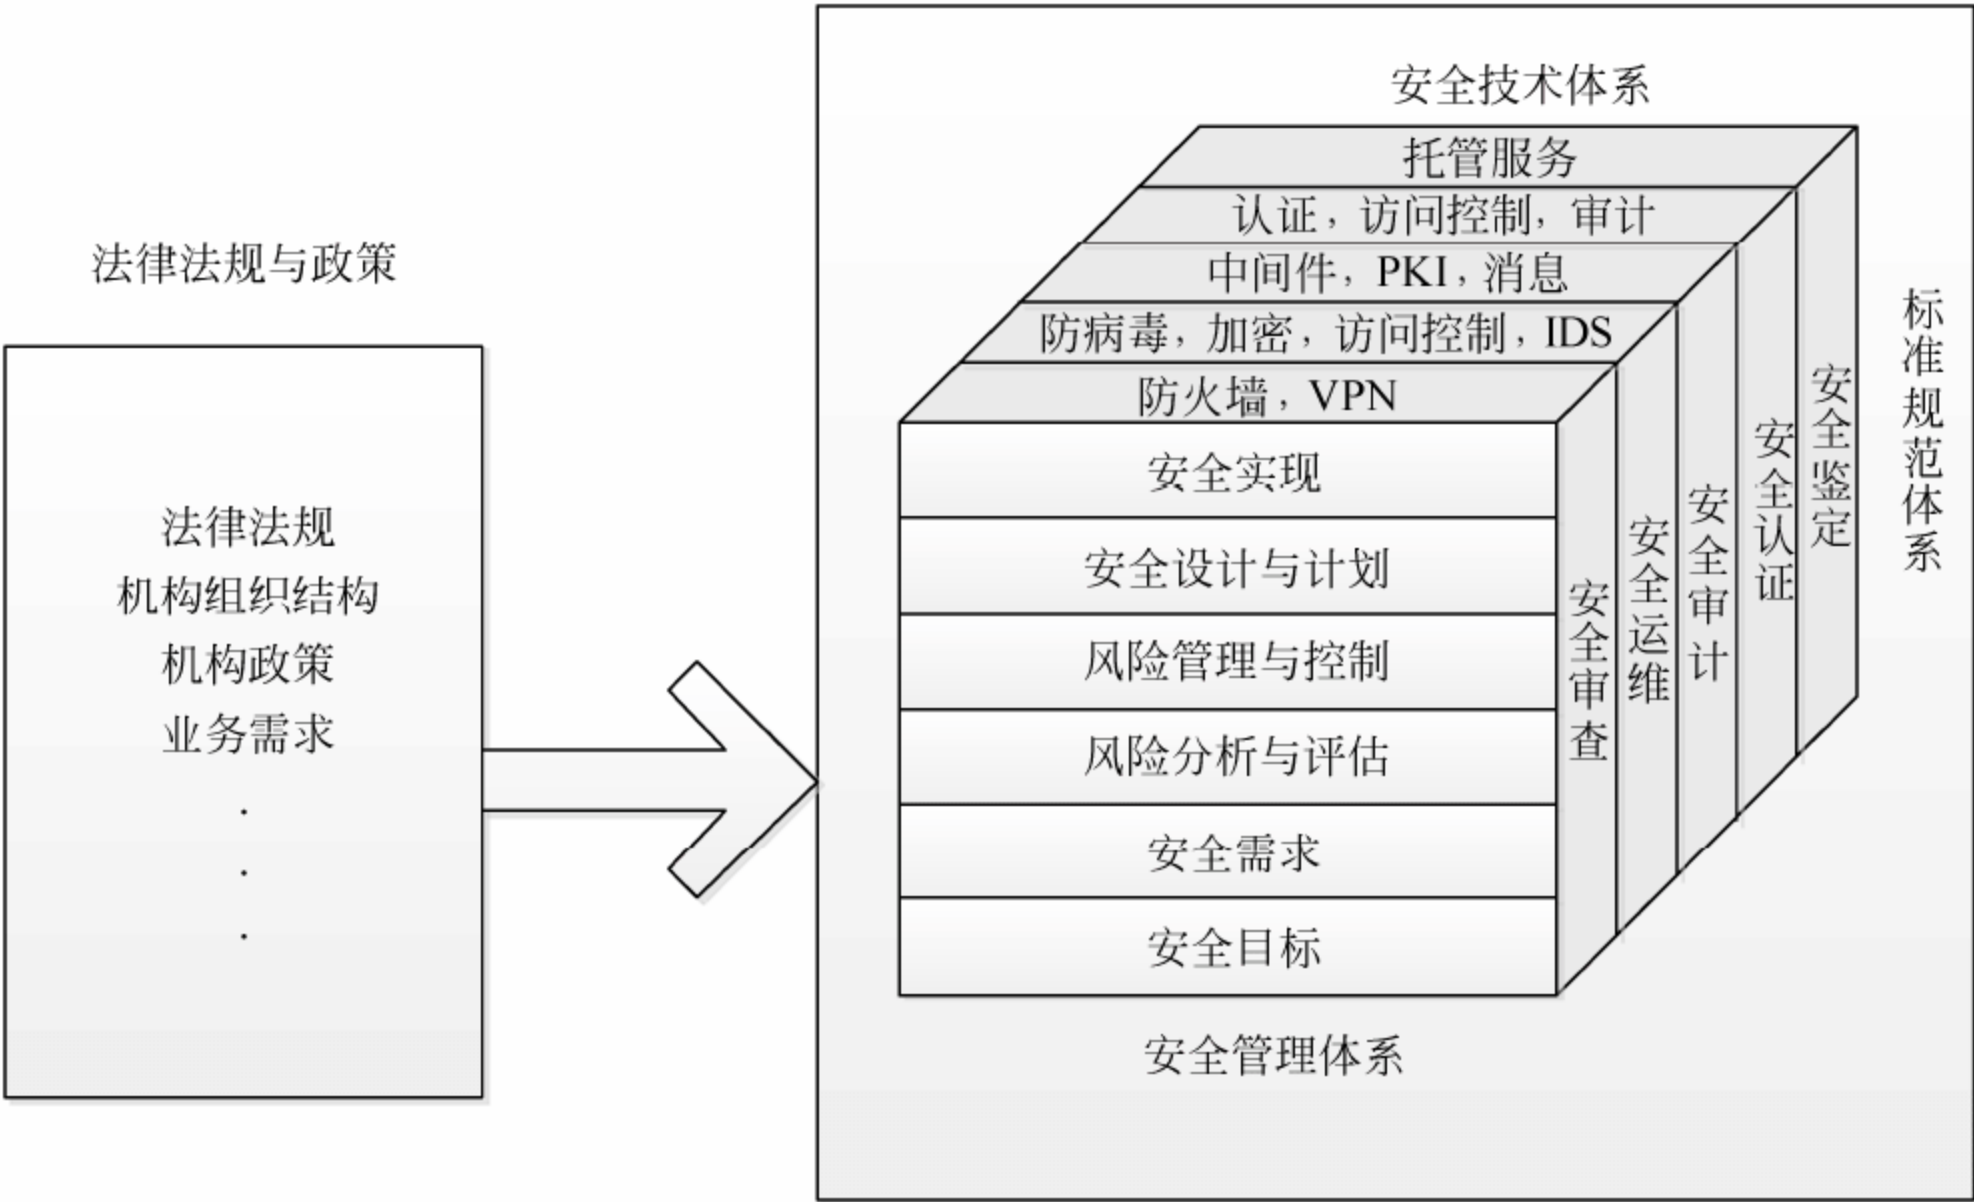 法律法规与政策
法律法规
机构组织结构
机构政策
业务需求
.
.
.
安全技术体系
托管服务
认证，访问控制，审计
中间件，PKI，消息
防病毒，加密，访问控制，IDS
防火墙，VPN
安全实现
安全设计与计划
风险管理与控制
风险分析与评估
安全需求
安全目标
安全管理体系
安全审查
安全运维
安全审计
安全认证
安全鉴定
标准规范体系